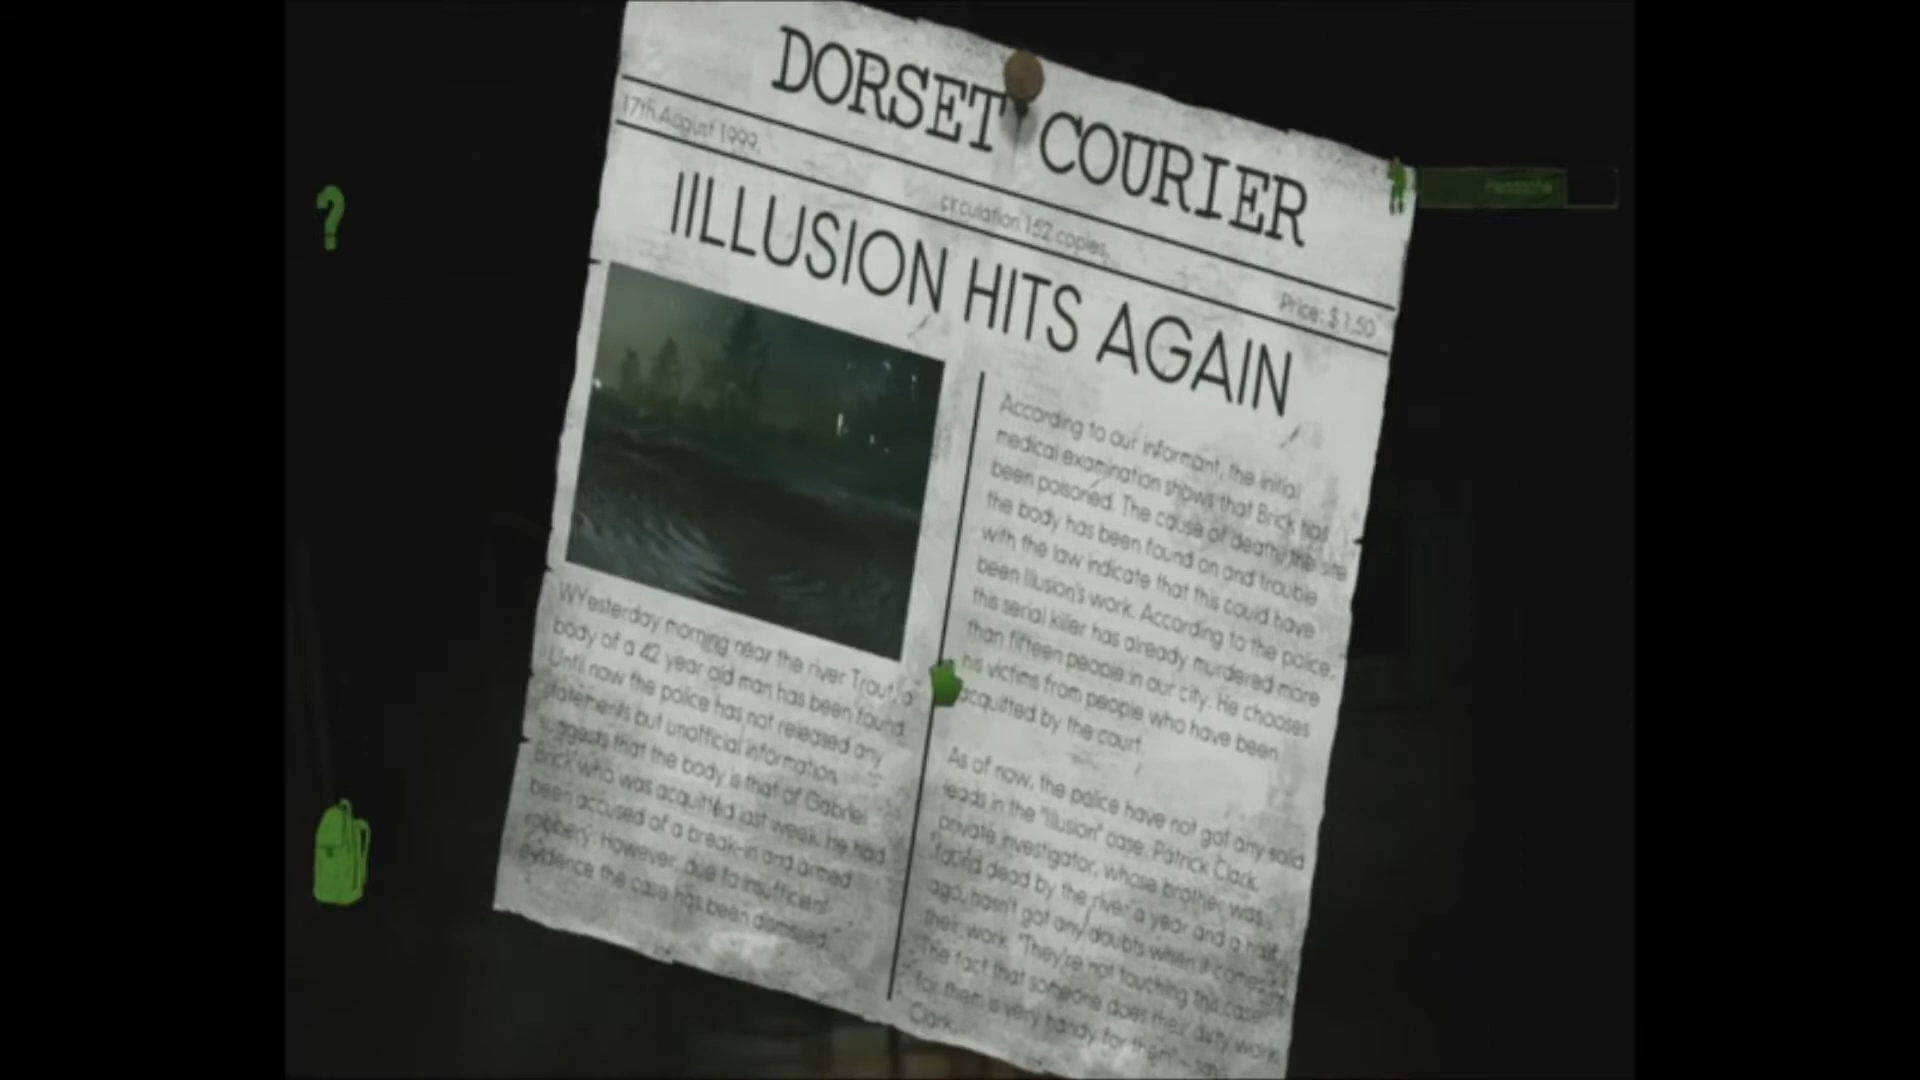 DORSET COURIER
17th August 1999.
circulation 152 copies.
Price: $ 1,50
IILLUSION HITS AGAIN
WYesterday morning near the river Trout, a
body of a 42 year old man has been found.
Until now the police has not released any
statements but unofficial information
suggests that the body is that of Gabriel
Brick who was acquitted last week. He had
been accused of a break-in and armed
robbery. However, due to insufficient
evidence the case has been dismissed.
According to our informant, the initial
medical examination shows that Brick has
been poisoned. The cause of death, the site
the body has been found on and trouble
with the law indicate that this could have
been Illusion's work. According to the police,
this serial killer has already murdered more
than fifteen people in our city. He chooses
his victims from people who have been
acquitted by the court.
As of now, the police have not got any solid
leads in the "Illusion" case. Patrick Clark,
private investigator, whose brother was
found dead by the river a year and a half
ago, hasn't got any doubts when it comes to
their work. "They're not touching this case.
The fact that someone does their dirty work
for them is very handy for them" - says
Clark.